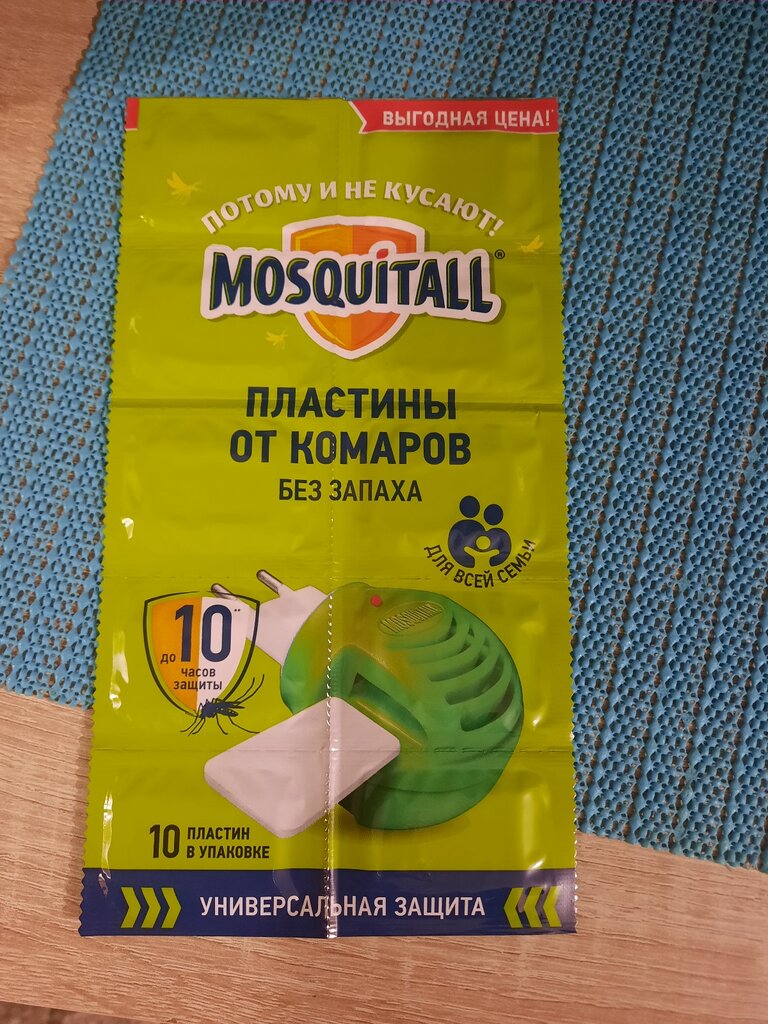 ВЫГОДНАЯ ЦЕНА!
ПОТОМУ И НЕ КУСАЮТ!
MOSQUITALL®
ПЛАСТИНЫ
ОТ КОМАРОВ
БЕЗ ЗАПАХА
ДЛЯ ВСЕЙ СЕМЬИ
MOSQUITALL
ДО 10**
часов
защиты
10 ПЛАСТИН
В УПАКОВКЕ
УНИВЕРСАЛЬНАЯ ЗАЩИТА